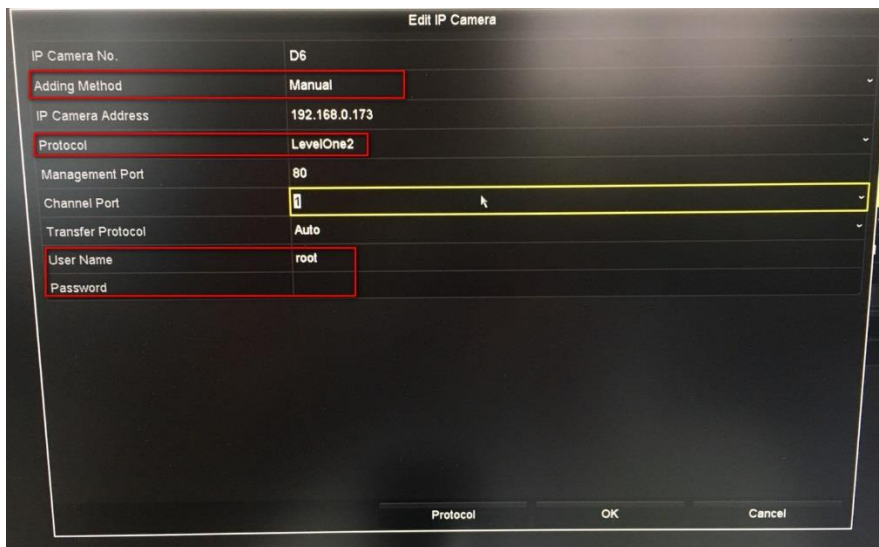 Edit IP Camera
IP Camera No. D6
Adding Method Manual
IP Camera Address 192.168.0.173
Protocol LevelOne2
Management Port 80
Channel Port 1
Transfer Protocol Auto
User Name root
Password
Protocol OK Cancel